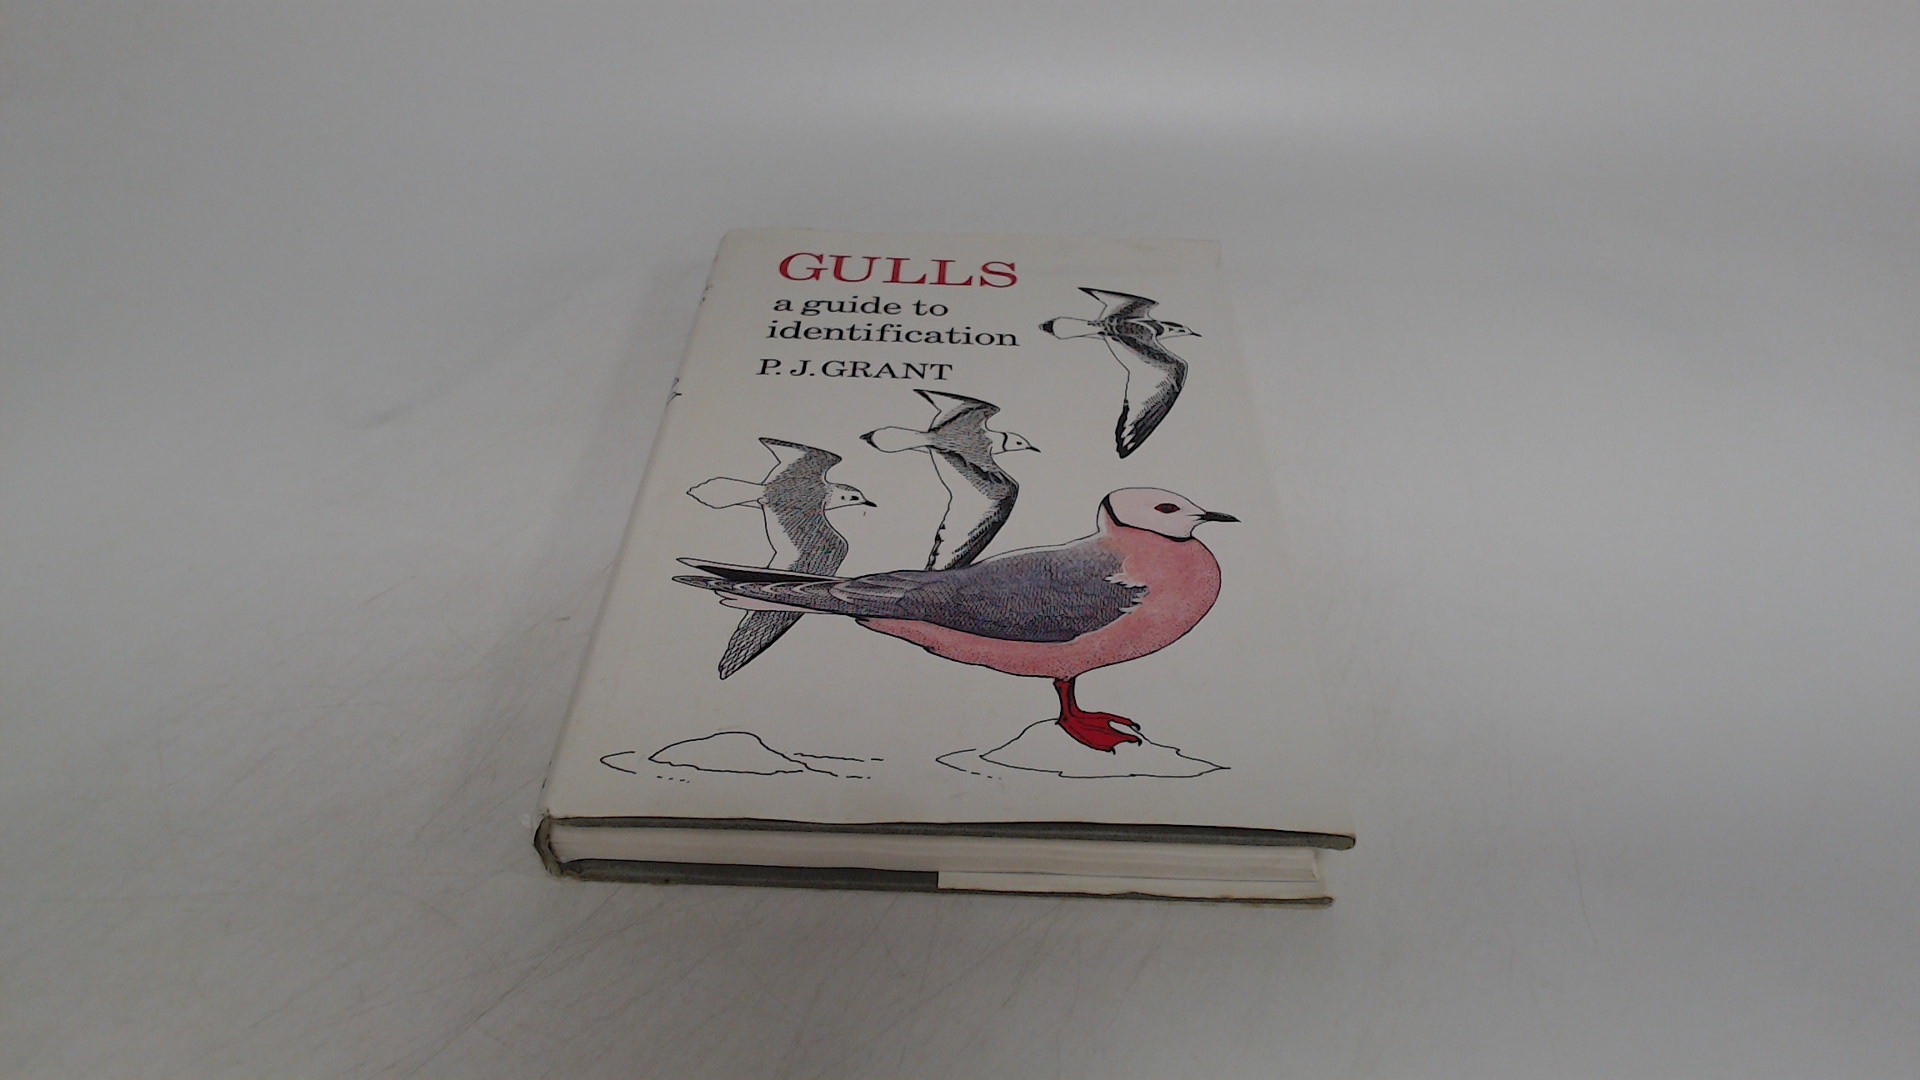 GULLS
a guide to
identification
P. J. GRANT